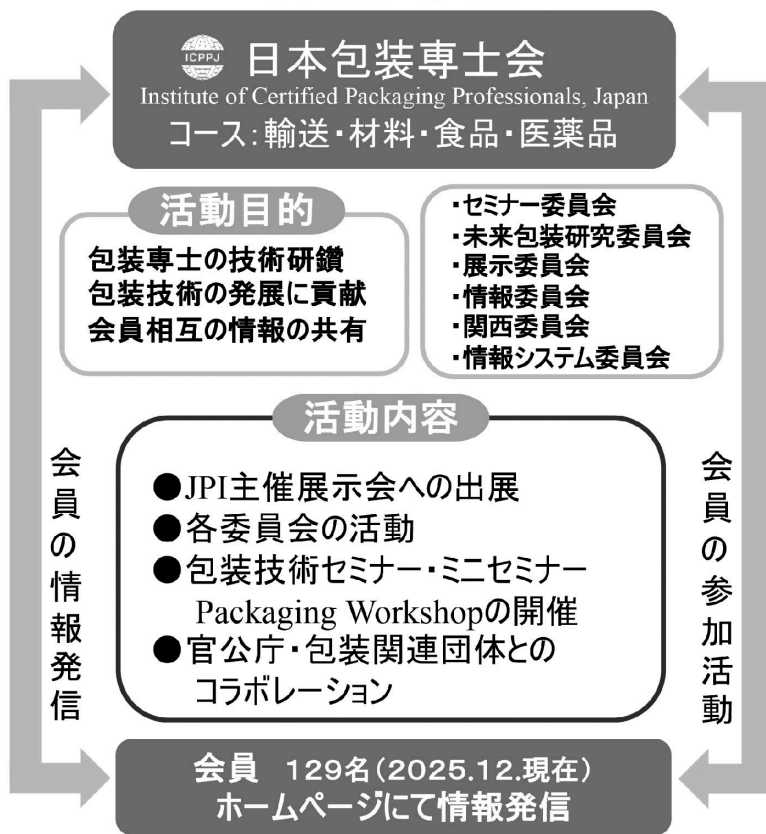 ICPPJ
日本包装専士会
Institute of Certified Packaging Professionals, Japan
コース:輸送・材料・食品・医薬品
活動目的
包装専士の技術研鑽
包装技術の発展に貢献
会員相互の情報の共有
・セミナー委員会
・未来包装研究委員会
・展示委員会
・情報委員会
・関西委員会
・情報システム委員会
活動内容
●JPI主催展示会への出展
●各委員会の活動
●包装技術セミナー・ミニセミナー
Packaging Workshopの開催
●官公庁・包装関連団体との
コラボレーション
会員の情報発信
会員の参加活動
会員 129名(2025.12.現在)
ホームページにて情報発信